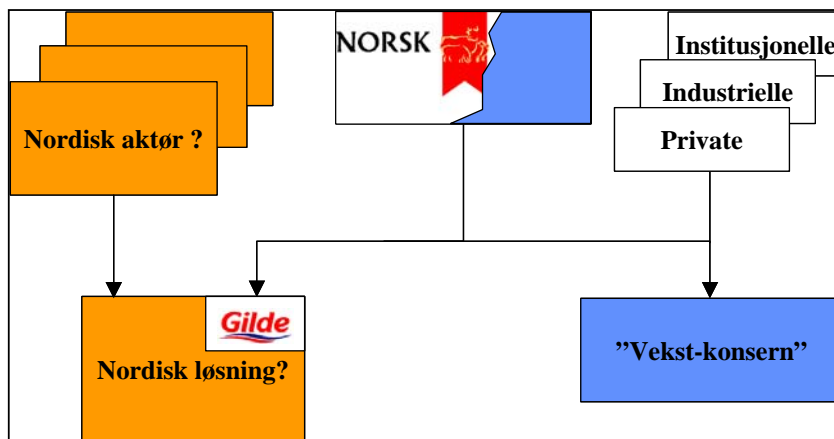 NORSK
Institusjonelle
Industrielle
Private
Nordisk aktør ?
Gilde
Nordisk løsning?
”Vekst-konsern”